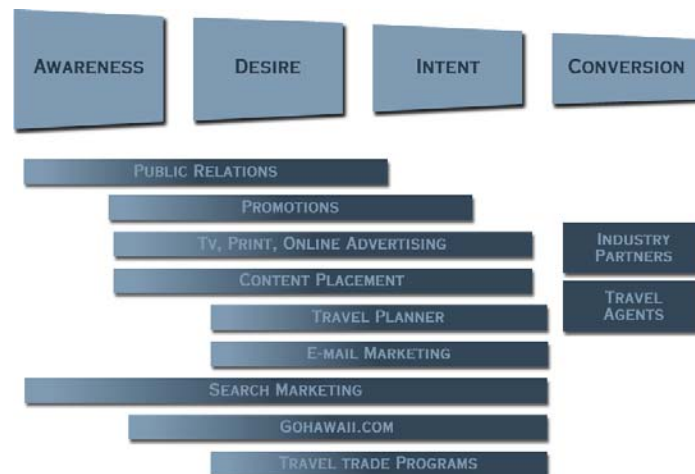 AWARENESS
DESIRE
INTENT
CONVERSION
PUBLIC RELATIONS
PROMOTIONS
TV, PRINT, ONLINE ADVERTISING
CONTENT PLACEMENT
TRAVEL PLANNER
E-MAIL MARKETING
SEARCH MARKETING
GOHAWAII.COM
TRAVEL TRADE PROGRAMS
INDUSTRY
PARTNERS
TRAVEL
AGENTS